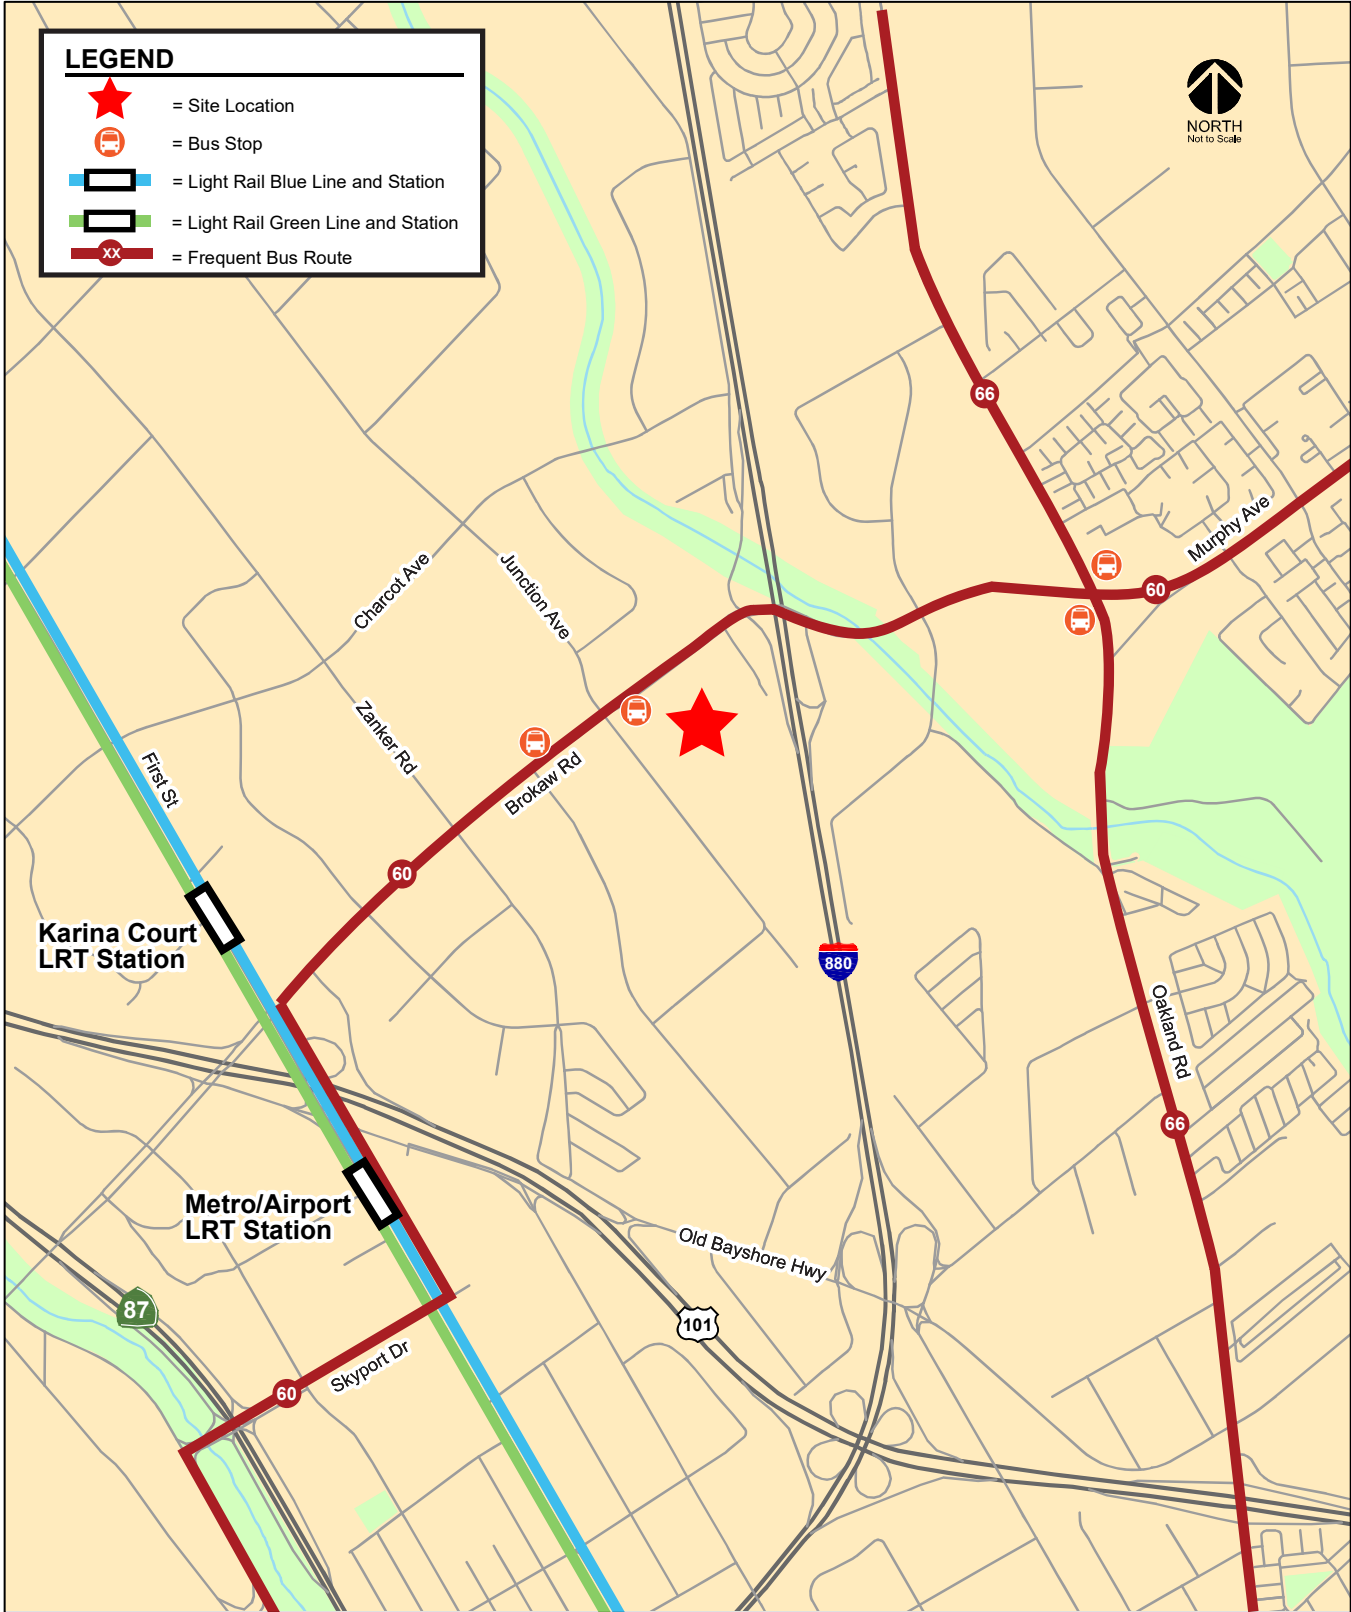 LEGEND
= Site Location
= Bus Stop
= Light Rail Blue Line and Station
= Light Rail Green Line and Station
XX
= Frequent Bus Route
NORTH
Not to Scale
66
Murphy Ave
60
Charcot Ave
Junction Ave
Zanker Rd
First St
Brokaw Rd
60
Karina Court
LRT Station
880
Oakland Rd
66
Metro/Airport
LRT Station
Old Bayshore Hwy
87
101
Skyport Dr
60